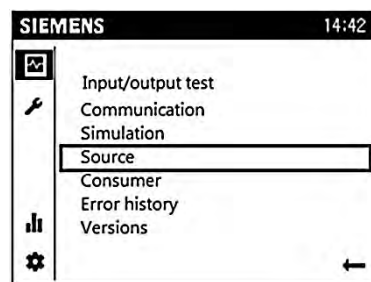 SIEMENS 14:42
Input/output test
Communication
Simulation
Source
Consumer
Error history
Versions